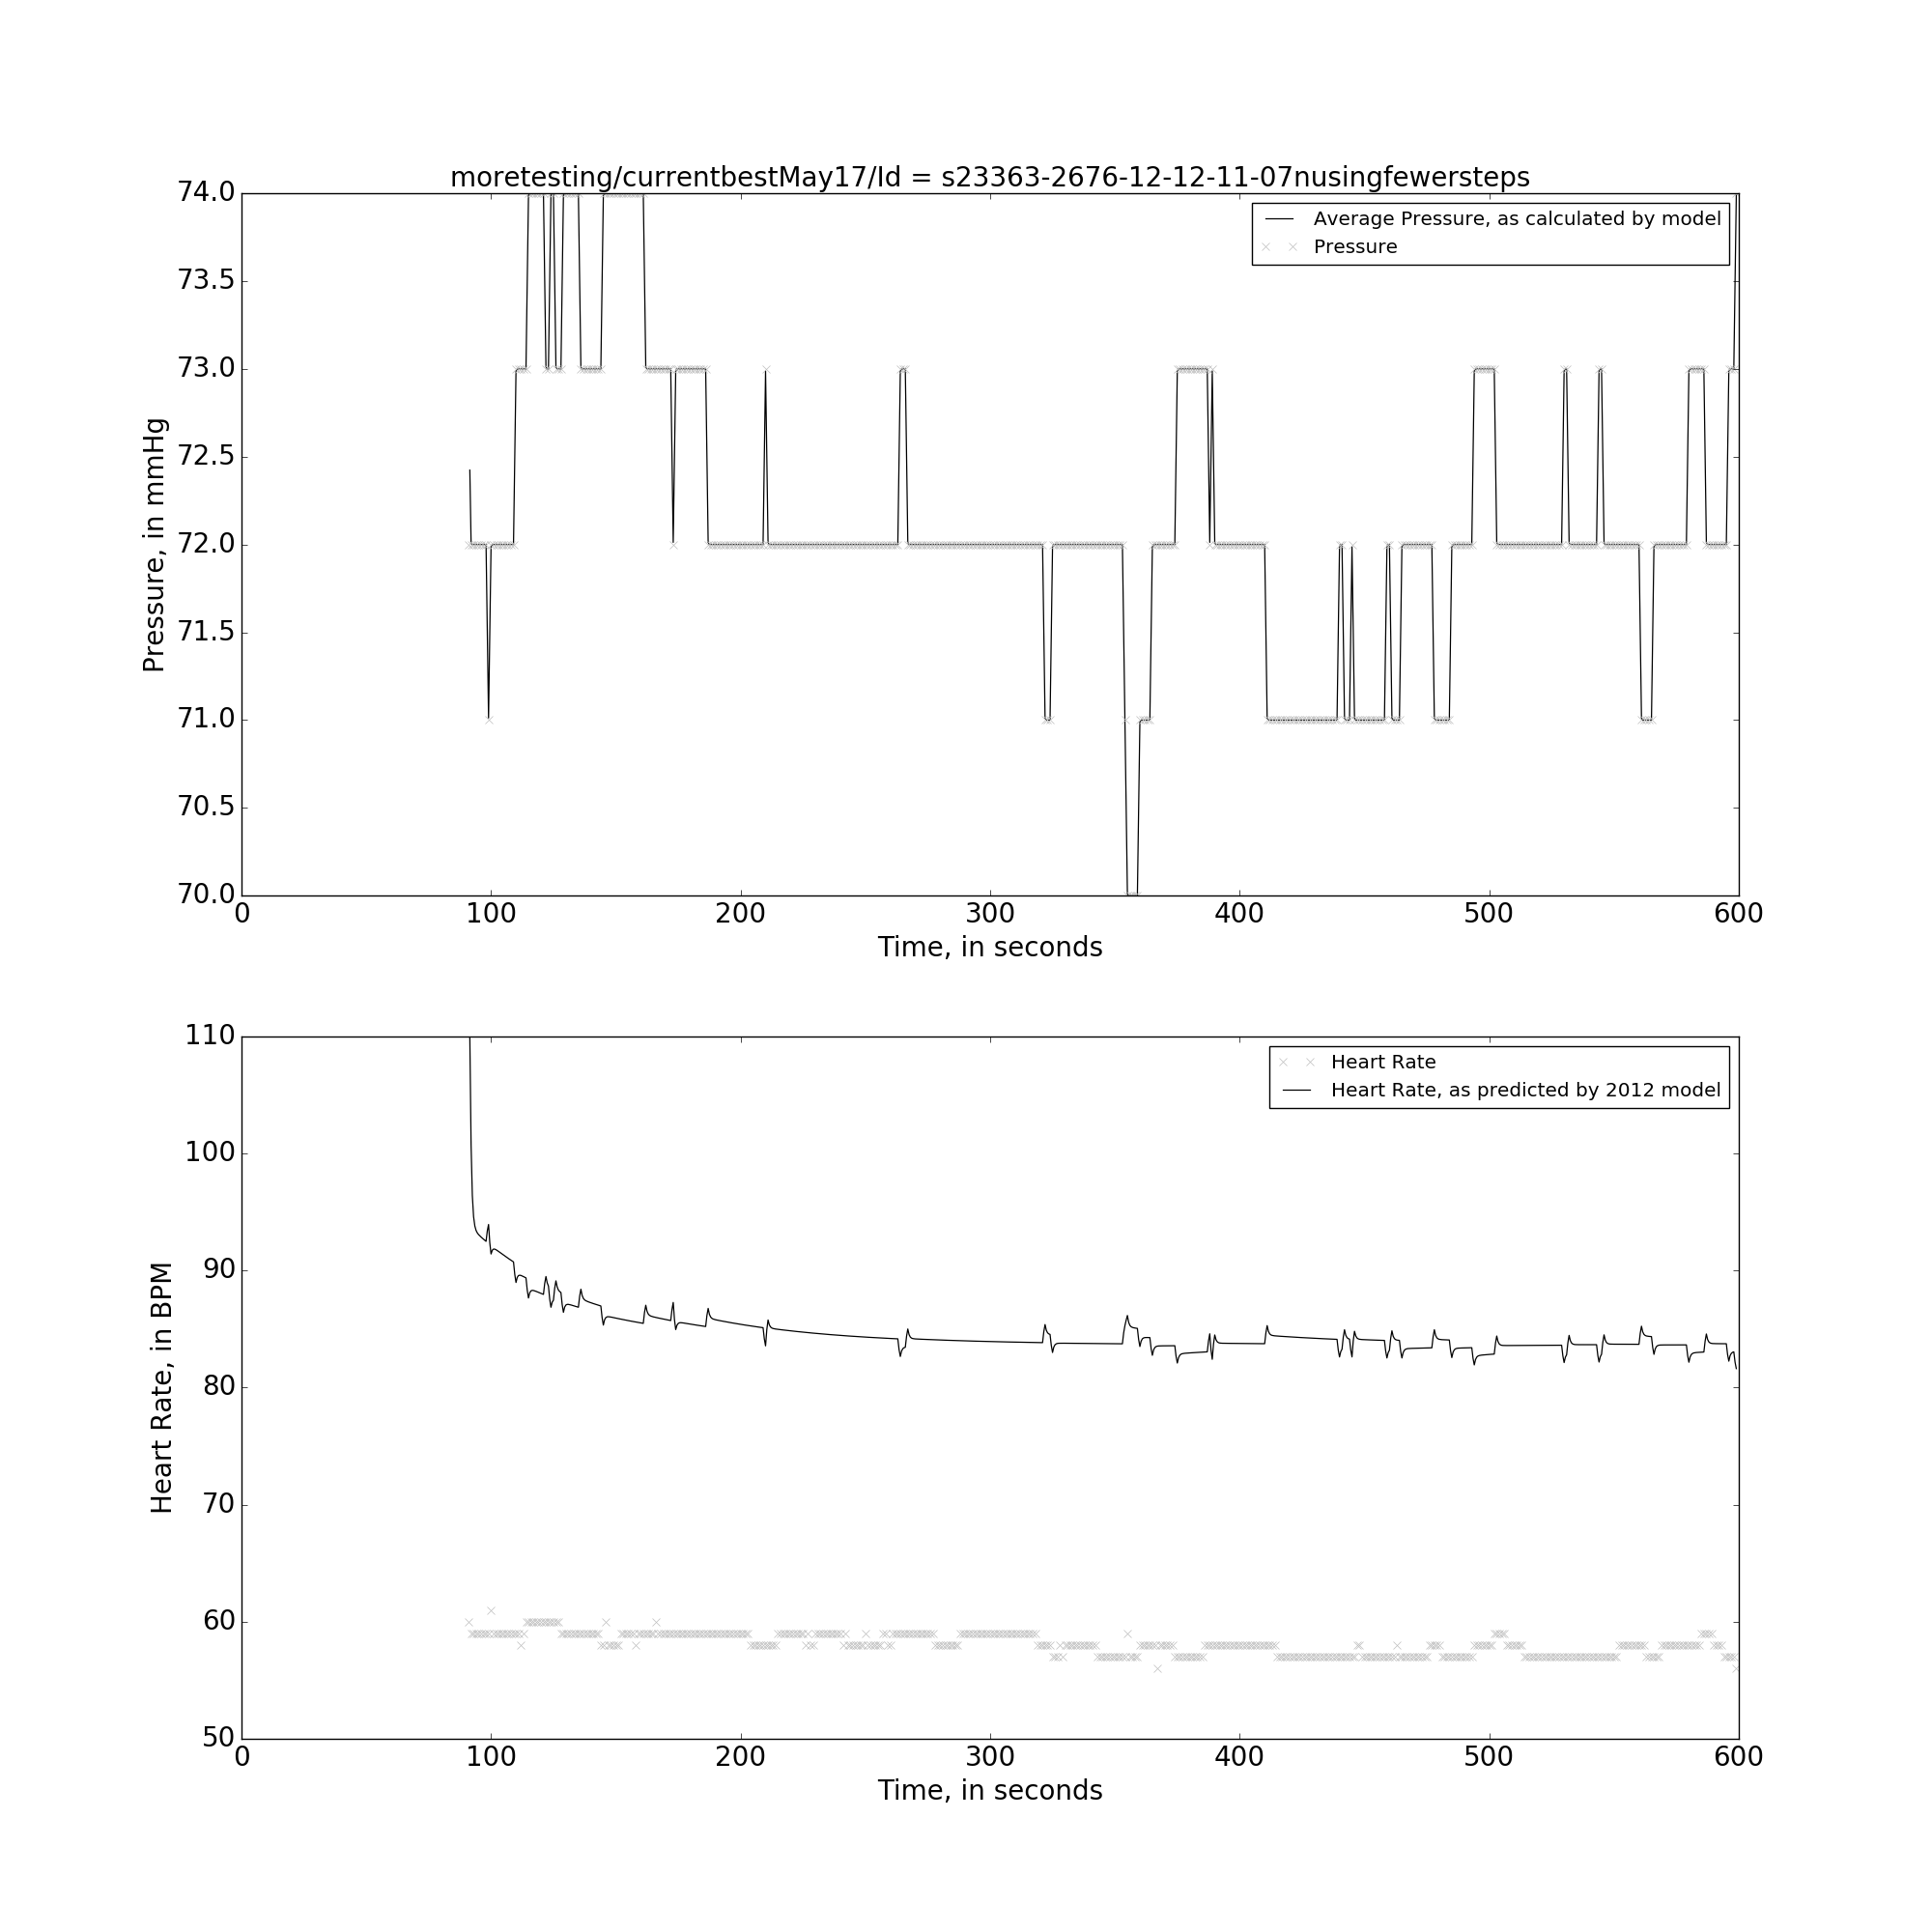 moretesting/currentbestMay17/Id = s23363-2676-12-12-11-07nusingfewersteps
74.0
73.5
73.0
72.5
72.0
71.5
71.0
70.5
70.0
Pressure, in mmHg
Average Pressure, as calculated by model
Pressure
0 100 200 300 400 500 600
Time, in seconds
110
100
90
80
70
60
50
Heart Rate, in BPM
Heart Rate
Heart Rate, as predicted by 2012 model
0 100 200 300 400 500 600
Time, in seconds